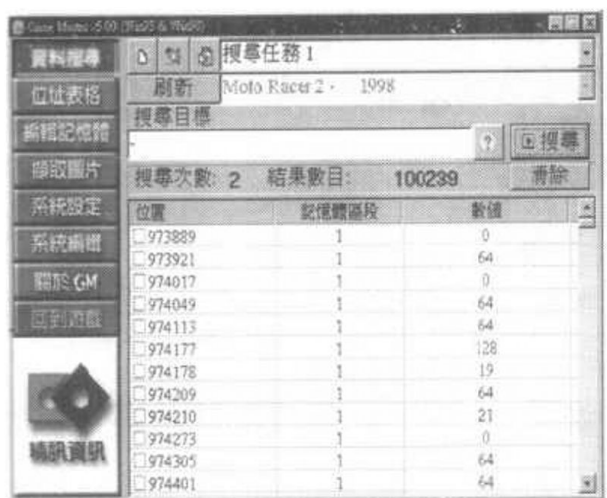 Game Master 5.00 (Win95 & Win98)
資料搜尋
位址表格
編輯記憶體
擷取圖片
系統設定
系統編輯
關於 GM
回到遊戲
精訊資訊
搜尋任務 1
刷新
Moto Racer 2 - 1998
搜尋目標
-
?
搜尋
搜尋次數: 2 結果數目: 100239
清除
位置 記憶體區段 數值
973889 1 0
973921 1 64
974017 1 0
974049 1 64
974113 1 64
974177 1 128
974178 1 19
974209 1 64
974210 1 21
974273 1 0
974305 1 64
974401 1 64